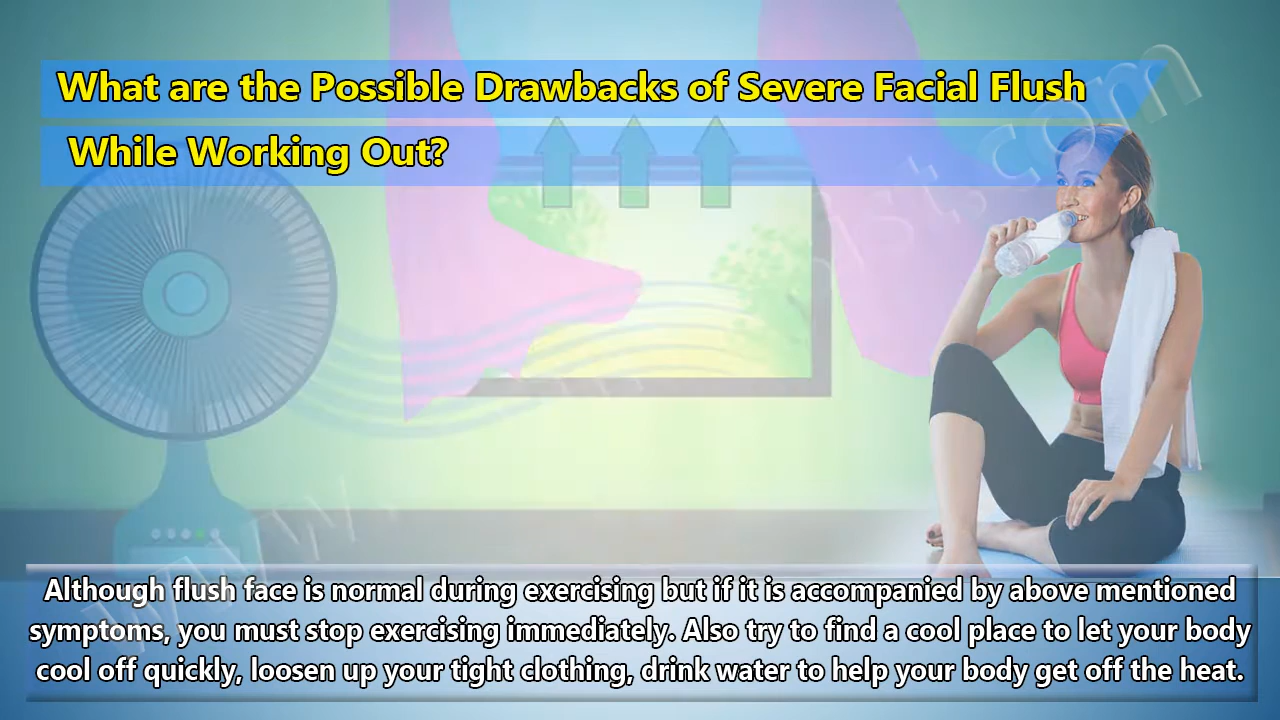 What are the Possible Drawbacks of Severe Facial Flush
While Working Out?
Although flush face is normal during exercising but if it is accompanied by above mentioned
symptoms, you must stop exercising immediately. Also try to find a cool place to let your body
cool off quickly, loosen up your tight clothing, drink water to help your body get off the heat.